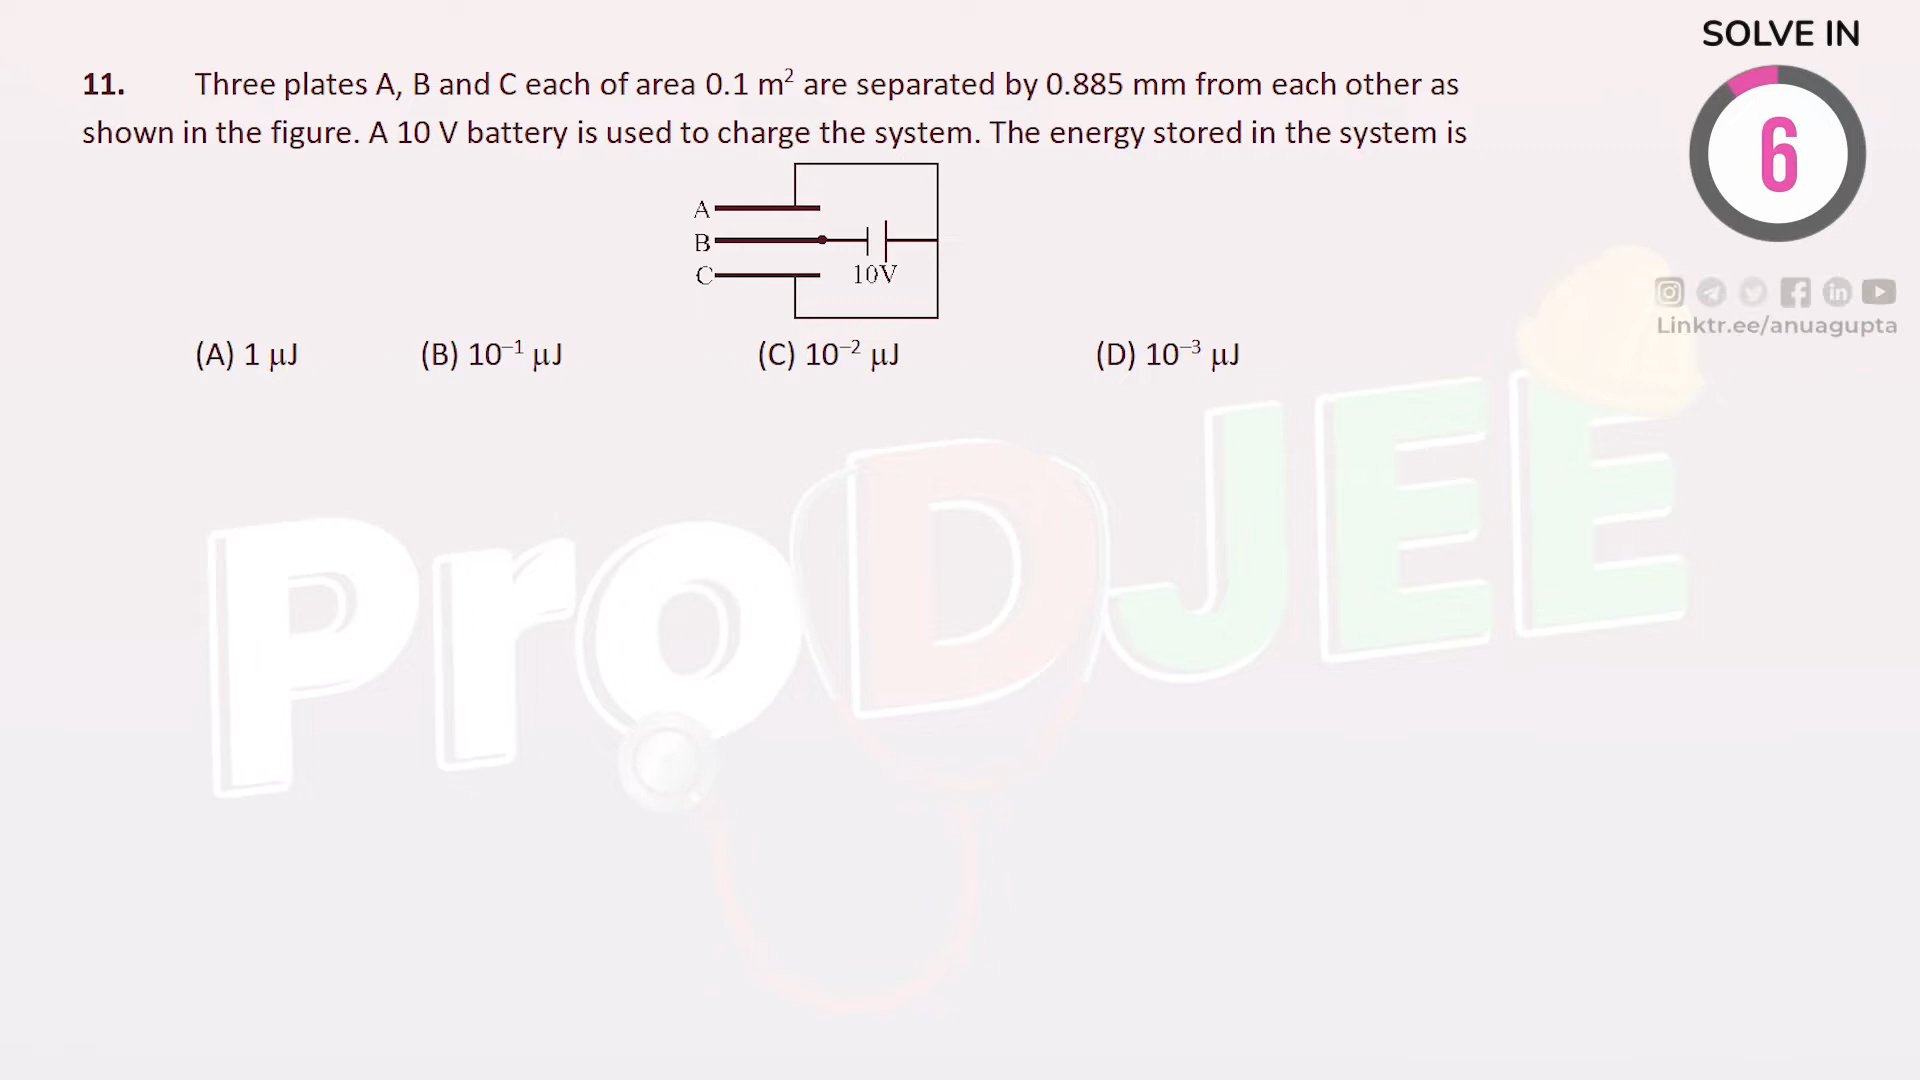 SOLVE IN
6
11. Three plates A, B and C each of area 0.1 m² are separated by 0.885 mm from each other as
shown in the figure. A 10 V battery is used to charge the system. The energy stored in the system is
A
B
C
10V
(A) 1 μJ (B) 10⁻¹ μJ (C) 10⁻² μJ (D) 10⁻³ μJ
Linktr.ee/anuagupta
ProDJEE